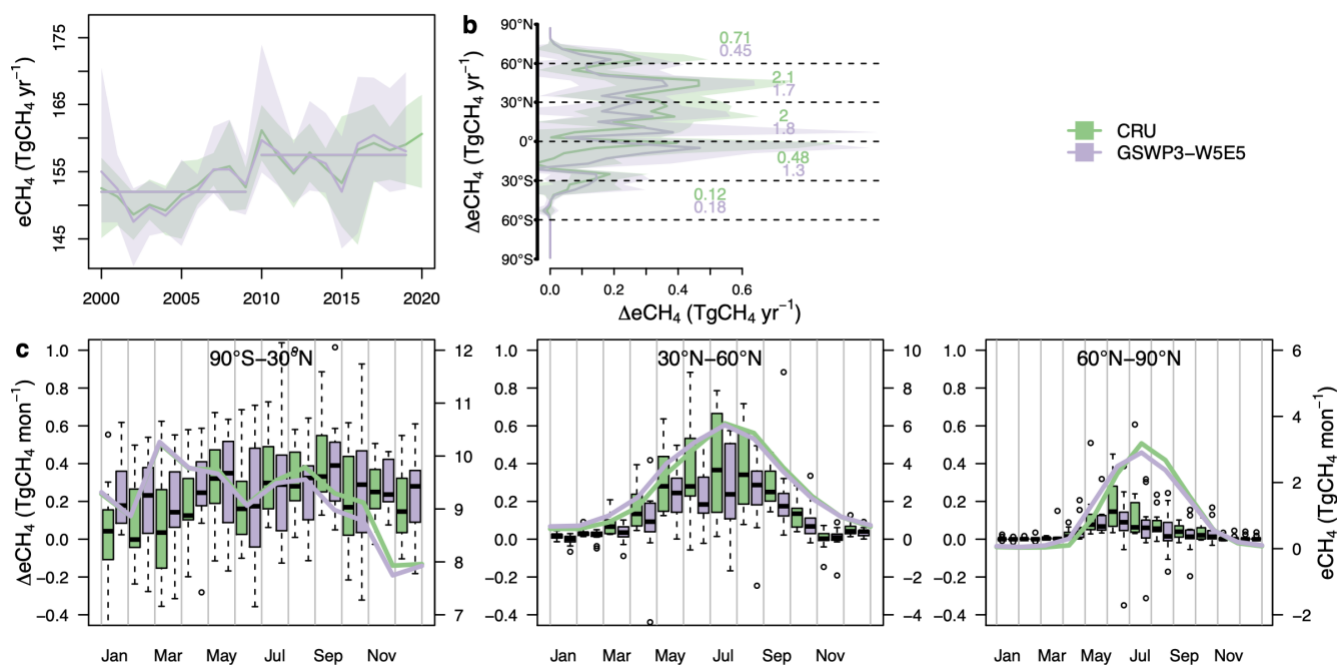 eCH₄ (TgCH₄ yr⁻¹)
175
165
155
145
2000
2005
2010
2015
2020
b
ΔeCH₄ (TgCH₄ yr⁻¹)
90°N
60°N
30°N
0°
30°S
60°S
90°S
0.71
0.45
2.1
1.7
2
1.8
0.48
1.3
0.12
0.18
0.0
0.2
0.4
0.6
ΔeCH₄ (TgCH₄ yr⁻¹)
CRU
GSWP3−W5E5
c
ΔeCH₄ (TgCH₄ mon⁻¹)
90°S−30°N
1.0
0.8
0.6
0.4
0.2
0.0
−0.2
−0.4
12
11
10
9
8
7
Jan
Mar
May
Jul
Sep
Nov
30°N−60°N
1.0
0.8
0.6
0.4
0.2
0.0
−0.2
−0.4
10
8
6
4
2
0
−2
−4
Jan
Mar
May
Jul
Sep
Nov
60°N−90°N
1.0
0.8
0.6
0.4
0.2
0.0
−0.2
−0.4
6
4
2
0
−2
Jan
Mar
May
Jul
Sep
Nov
eCH₄ (TgCH₄ mon⁻¹)